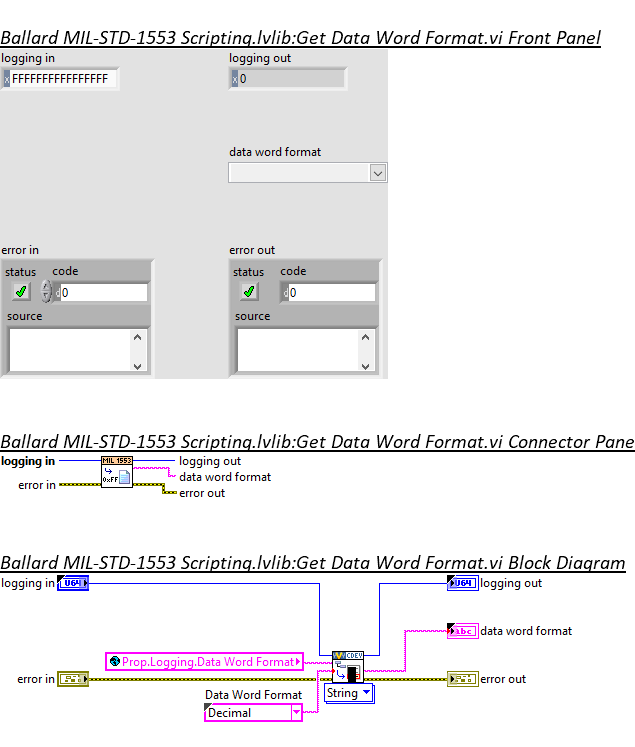 Ballard MIL-STD-1553 Scripting.lvlib:Get Data Word Format.vi Front Panel
logging in
logging out
x FFFFFFFFFFFFFFFF
x 0
data word format
error in
error out
status code
status code
d 0
d 0
source
source
Ballard MIL-STD-1553 Scripting.lvlib:Get Data Word Format.vi Connector Pane
logging in
MIL 1553
0xFF
logging out
data word format
error in
error out
Ballard MIL-STD-1553 Scripting.lvlib:Get Data Word Format.vi Block Diagram
logging in U64
U64 logging out
abc data word format
Prop.Logging.Data Word Format
CDEV
error in
error out
String
Data Word Format
Decimal